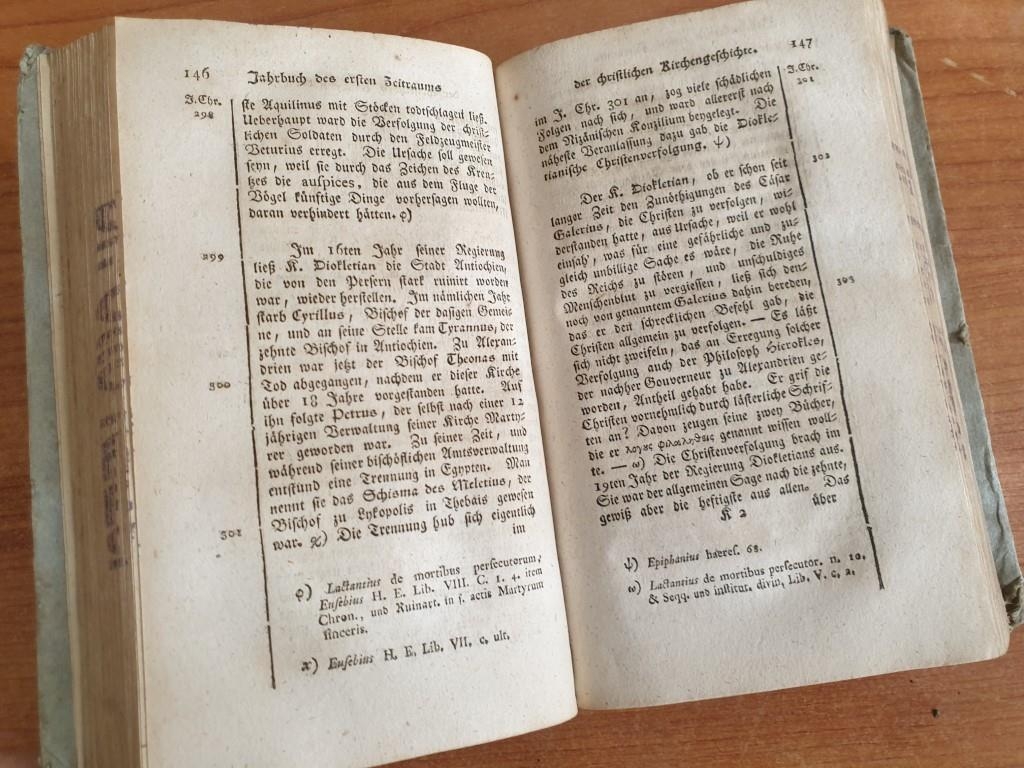 146 Jahrbuch des ersten Zeitraums
J. Chr.
298
ste Aquilinus mit Stöcken todtschlagen ließ.
Ueberhaupt ward die Verfolgung der christ-
lichen Soldaten durch den Feldzeugmeister
Veturius erregt. Die Ursache soll gewesen
seyn, weil sie durch das Zeichen des Kreu-
tzes die auspices, die aus dem Fluge der
Vögel künftige Dinge vorhersagen wollten,
daran verhindert hätten. φ)
299
Im 16ten Jahr seiner Regierung
ließ K. Diokletian die Stadt Antiochien,
die von den Persern stark ruinirt worden
war, wieder herstellen. Im nämlichen Jahr
starb Cyrillus, Bischof der dasigen Gemei-
ne, und an seine Stelle kam Tyrannus, der
zehnte Bischof in Antiochien. Zu Alexan-
drien war jetzt der Bischof Theonas mit
300
Tod abgegangen, nachdem er dieser Kirche
über 18 Jahre vorgestanden hatte. Auf
ihn folgte Petrus, der selbst nach einer 12
jährigen Verwaltung seiner Kirche Marty-
rer geworden war. Zu seiner Zeit, und
während seiner bischöflichen Amtsverwaltung
entstund eine Trennung in Egypten. Man
nennt sie das Schisma des Meletius, der
Bischof zu Lykopolis in Thebais gewesen
301
war. χ) Die Trennung hub sich eigentlich
im
φ) Lactantius de mortibus persecutorum,
Eusebius H. E. Lib. VIII. C. 1. 4. item
Chron., und Ruinart. in s. actis Martyrum
sinceris.
χ) Eusebius H. E. Lib. VII. c. ult.
der christlichen Kirchengeschichte. 147
J. Chr.
301
im J. Chr. 301 an, zog viele schädlichen
Folgen nach sich, und ward allererst nach
dem Nizänischen Konzilium beygelegt. Die
näheste Veranlassung dazu gab die Diokle-
tianische Christenverfolgung. ψ)
302
Der K. Diokletian, ob er schon seit
langer Zeit den Zunöthigungen des Cäsar
Galerius, die Christen zu verfolgen, wi-
derstanden hatte, aus Ursache, weil er wohl
einsah, was für eine gefährliche und zu-
gleich unbillige Sache es wäre, die Ruhe
des Reichs zu stören, und unschuldiges
303
Menschenblut zu vergiessen, ließ sich den-
noch von genanntem Galerius dahin bereden,
das er den schrecklichen Befehl gab, die
Christen allgemein zu verfolgen. — Es läßt
sich nicht zweifeln, das an Erregung solcher
Verfolgung auch der Philosoph Hierokles,
der nachher Gouverneur zu Alexandrien ge-
worden, Antheil gehabt habe. Er grif die
Christen vornehmlich durch lästerliche Schrif-
ten an? Davon zeugen seine zwey Bücher,
die er λογος φιλαληθεις genannt wissen woll-
te. — ω) Die Christenverfolgung brach im
19ten Jahr der Regierung Diokletians aus.
Sie war der allgemeinen Sage nach die zehnte,
gewiß aber die heftigste aus allen. Das
K 2 über
ψ) Epiphanius haeres. 68.
ω) Lactantius de mortibus persecutor. n. 10.
& Seqq. und institut. divin. Lib. V. c. 2.